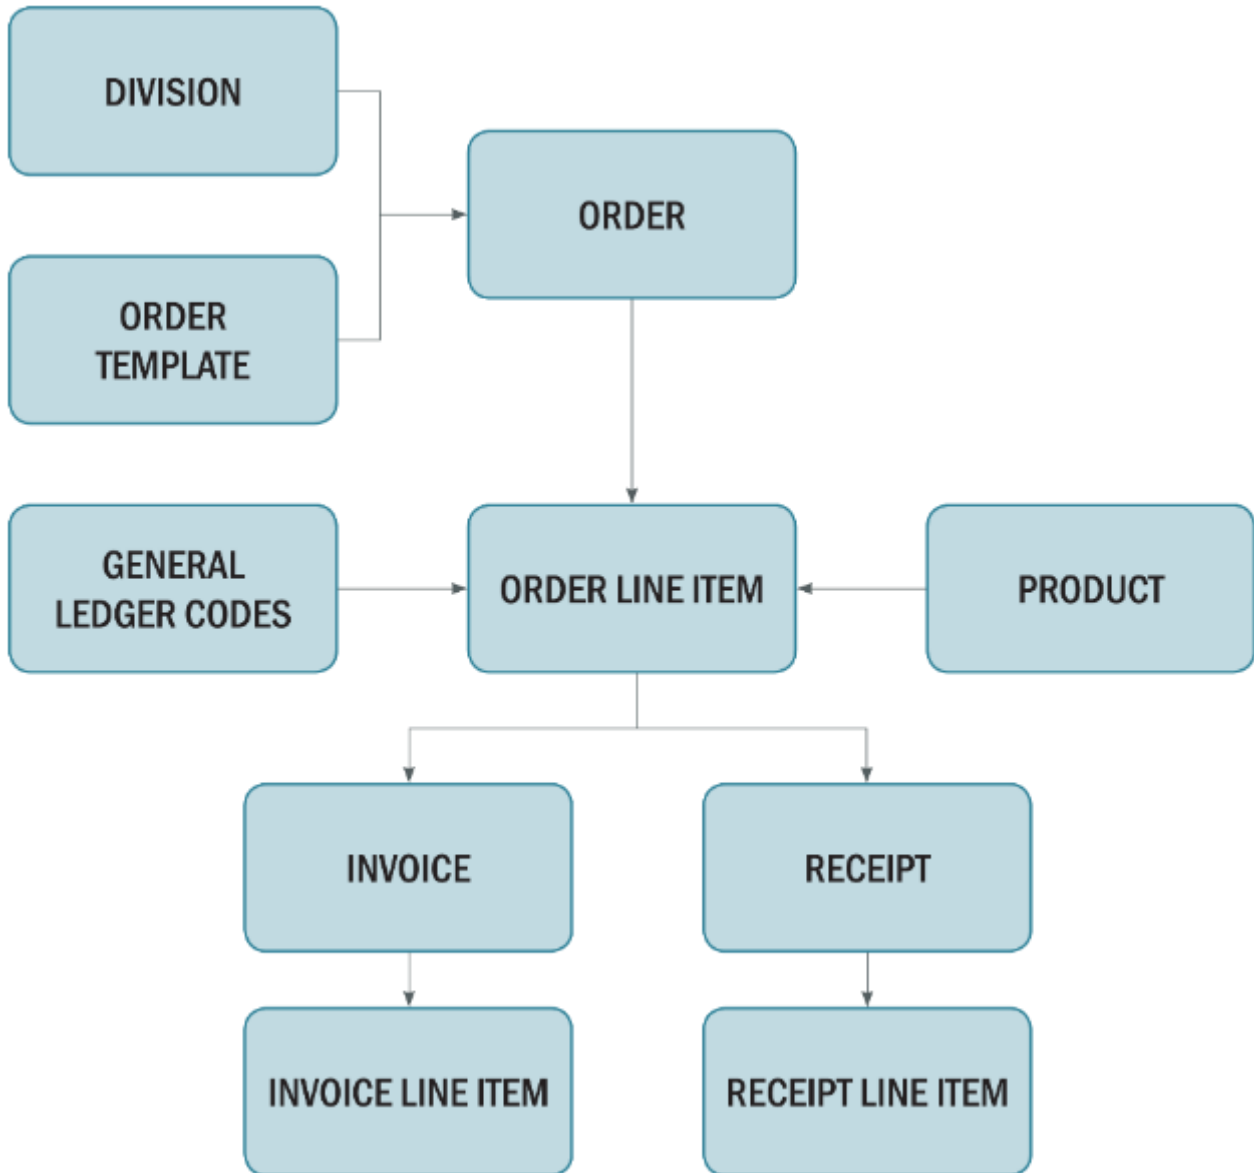 DIVISION
ORDER
ORDER
TEMPLATE
GENERAL
LEDGER CODES
ORDER LINE ITEM
PRODUCT
INVOICE
RECEIPT
INVOICE LINE ITEM
RECEIPT LINE ITEM